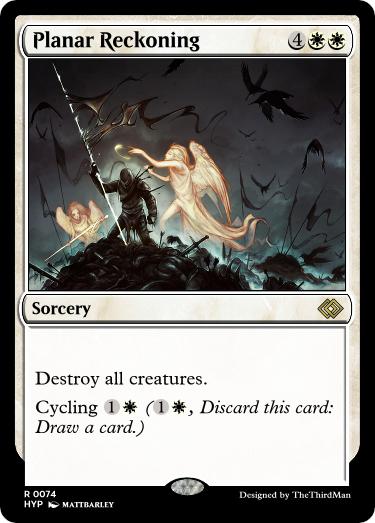 Planar Reckoning 4
Sorcery
Destroy all creatures.
Cycling 1 (1, Discard this card:
Draw a card.)
R 0074
HYP MATTBARLEY
Designed by TheThirdMan